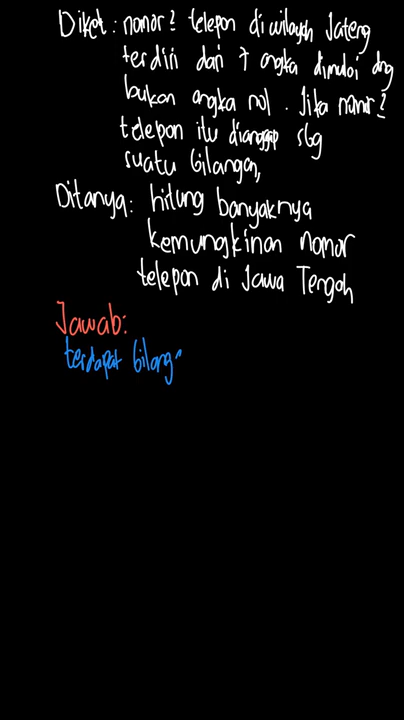 Diket: nomor² telepon di wilayah Jateng
terdiri dari 7 angka dimulai dng
bukan angka nol. Jika nomor²
telepon itu dianggap sbg
suatu bilangan,
Ditanya: hitung banyaknya
kemungkinan nomor
telepon di Jawa Tengah
Jawab:
terdapat bilang